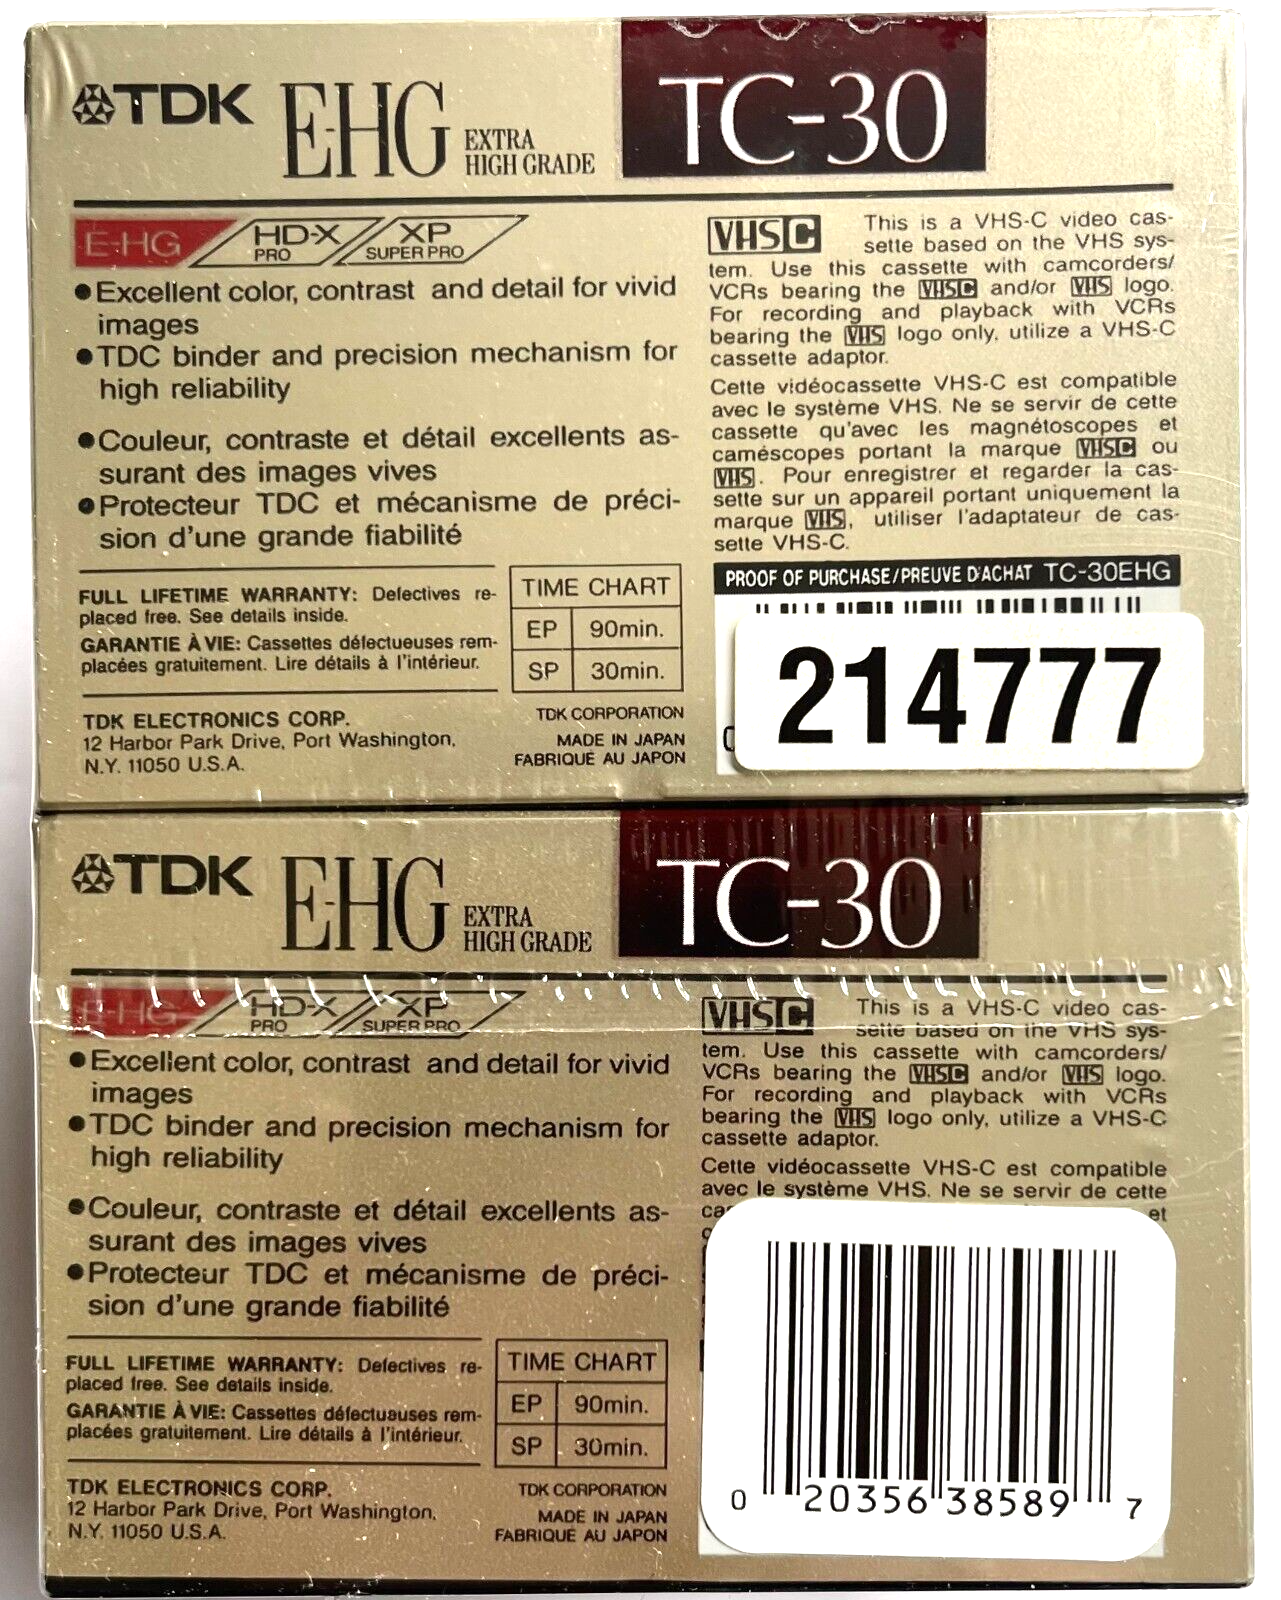 TDK E-HG EXTRA HIGH GRADE TC-30
E-HG HD-X PRO XP SUPER PRO
●Excellent color, contrast and detail for vivid
images
●TDC binder and precision mechanism for
high reliability
●Couleur, contraste et détail excellents as-
surant des images vives
●Protecteur TDC et mécanisme de préci-
sion d'une grande fiabilité
FULL LIFETIME WARRANTY: Defectives re-
placed free. See details inside.
GARANTIE À VIE: Cassettes défectueuses rem-
placées gratuitement. Lire détails à l'intérieur.
TIME CHART
EP 90min.
SP 30min.
TDK ELECTRONICS CORP.
12 Harbor Park Drive, Port Washington,
N.Y. 11050 U.S.A.
TDK CORPORATION
MADE IN JAPAN
FABRIQUÉ AU JAPON
VHS C This is a VHS-C video cas-
sette based on the VHS sys-
tem. Use this cassette with camcorders/
VCRs bearing the VHS C and/or VHS logo.
For recording and playback with VCRs
bearing the VHS logo only, utilize a VHS-C
cassette adaptor.
Cette vidéocassette VHS-C est compatible
avec le système VHS. Ne se servir de cette
cassette qu'avec les magnétoscopes et
caméscopes portant la marque VHS C ou
VHS. Pour enregistrer et regarder la cas-
sette sur un appareil portant uniquement la
marque VHS, utiliser l'adaptateur de cas-
sette VHS-C.
PROOF OF PURCHASE/PREUVE D'ACHAT TC-30EHG
214777
TDK E-HG EXTRA HIGH GRADE TC-30
E-HG HD-X PRO XP SUPER PRO
●Excellent color, contrast and detail for vivid
images
●TDC binder and precision mechanism for
high reliability
●Couleur, contraste et détail excellents as-
surant des images vives
●Protecteur TDC et mécanisme de préci-
sion d'une grande fiabilité
FULL LIFETIME WARRANTY: Defectives re-
placed free. See details inside.
GARANTIE À VIE: Cassettes défectueuses rem-
placées gratuitement. Lire détails à l'intérieur.
TIME CHART
EP 90min.
SP 30min.
TDK ELECTRONICS CORP.
12 Harbor Park Drive, Port Washington,
N.Y. 11050 U.S.A.
TDK CORPORATION
MADE IN JAPAN
FABRIQUÉ AU JAPON
VHS C This is a VHS-C video cas-
sette based on the VHS sys-
tem. Use this cassette with camcorders/
VCRs bearing the VHS C and/or VHS logo.
For recording and playback with VCRs
bearing the VHS logo only, utilize a VHS-C
cassette adaptor.
Cette vidéocassette VHS-C est compatible
avec le système VHS. Ne se servir de cette
et
0 20356 38589 7